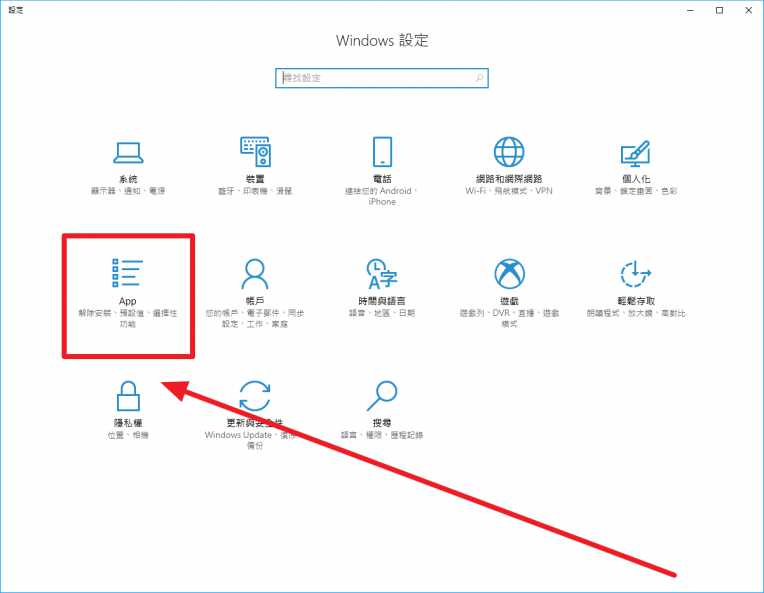 設定
Windows 設定
尋找設定
系統
顯示器、通知、電源
裝置
藍牙、印表機、滑鼠
電話
連結您的 Android、
iPhone
網路和網際網路
Wi-Fi、飛航模式、VPN
個人化
背景、鎖定畫面、色彩
App
解除安裝、預設值、選擇性
功能
帳戶
您的帳戶、電子郵件、同步
設定、工作、家庭
時間與語言
語音、地區、日期
遊戲
遊戲列、DVR、直播、遊戲
模式
輕鬆存取
朗讀程式、放大鏡、高對比
隱私權
位置、相機
更新與安全性
Windows Update、復原、
備份
搜尋
語言、權限、歷程記錄